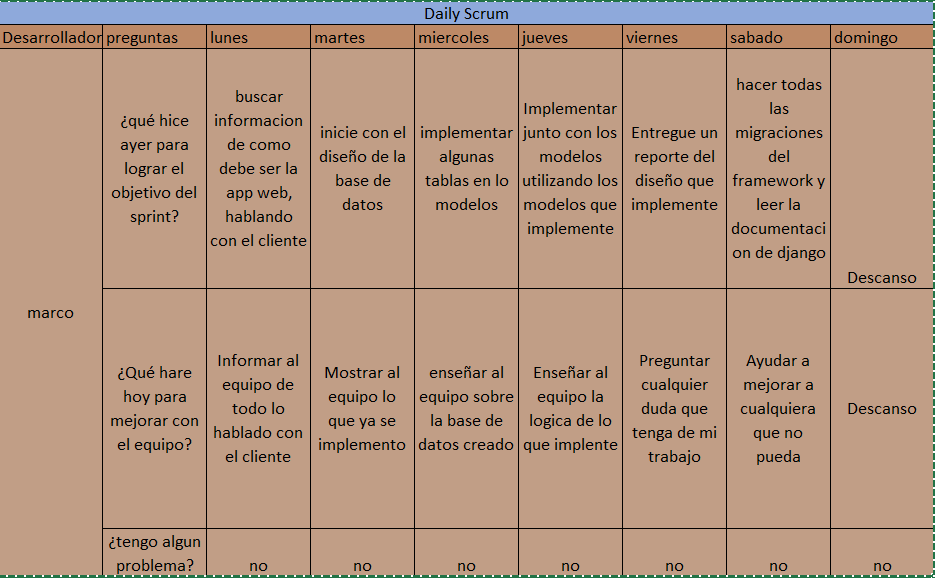 Daily Scrum
Desarrollador preguntas lunes martes miercoles jueves viernes sabado domingo
marco
¿qué hice
ayer para
lograr el
objetivo del
sprint?
buscar
informacion
de como
debe ser la
app web,
hablando
con el cliente
inicie con el
diseño de la
base de
datos
implementar
algunas
tablas en lo
modelos
Implementar
junto con los
modelos
utilizando los
modelos que
implemente
Entregue un
reporte del
diseño que
implemente
hacer todas
las
migraciones
del
framework y
leer la
documentaci
on de django
Descanso
¿Qué hare
hoy para
mejorar con
el equipo?
Informar al
equipo de
todo lo
hablado con
el cliente
Mostrar al
equipo lo
que ya se
implemento
enseñar al
equipo sobre
la base de
datos creado
Enseñar al
equipo la
logica de lo
que implente
Preguntar
cualquier
duda que
tenga de mi
trabajo
Ayudar a
mejorar a
cualquiera
que no
pueda
Descanso
¿tengo algun
problema?
no no no no no no no